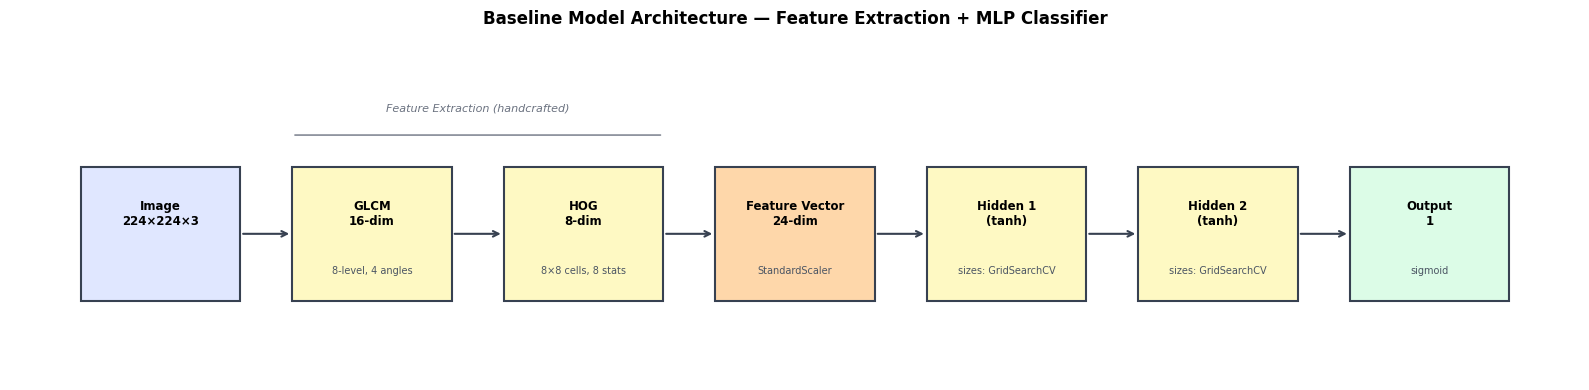 Baseline Model Architecture — Feature Extraction + MLP Classifier
Feature Extraction (handcrafted)
Image
224×224×3
GLCM
16-dim
8-level, 4 angles
HOG
8-dim
8×8 cells, 8 stats
Feature Vector
24-dim
StandardScaler
Hidden 1
(tanh)
sizes: GridSearchCV
Hidden 2
(tanh)
sizes: GridSearchCV
Output
1
sigmoid